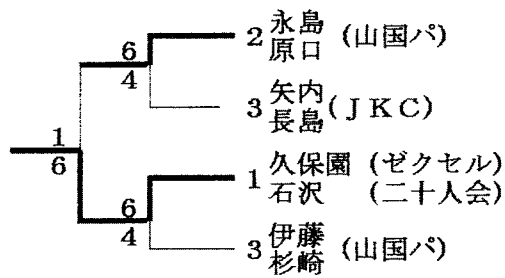 6
4
1
6
6
4
2 永島 (山国パ)
原口
3 矢内 (JKC)
長島
1 久保園 (ゼクセル)
石沢 (二十人会)
3 伊藤 (山国パ)
杉崎